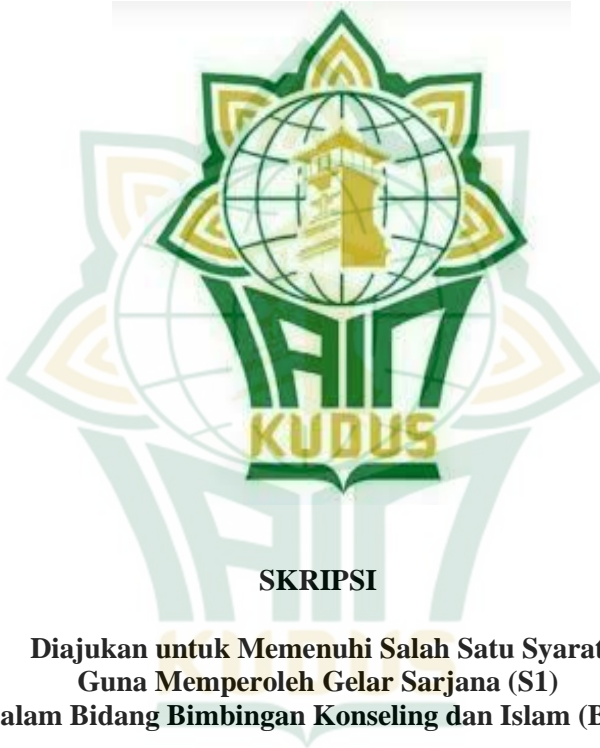 IAIN
KUDUS
SKRIPSI
Diajukan untuk Memenuhi Salah Satu Syarat
Guna Memperoleh Gelar Sarjana (S1)
Bidang Bimbingan Konseling dan Islam